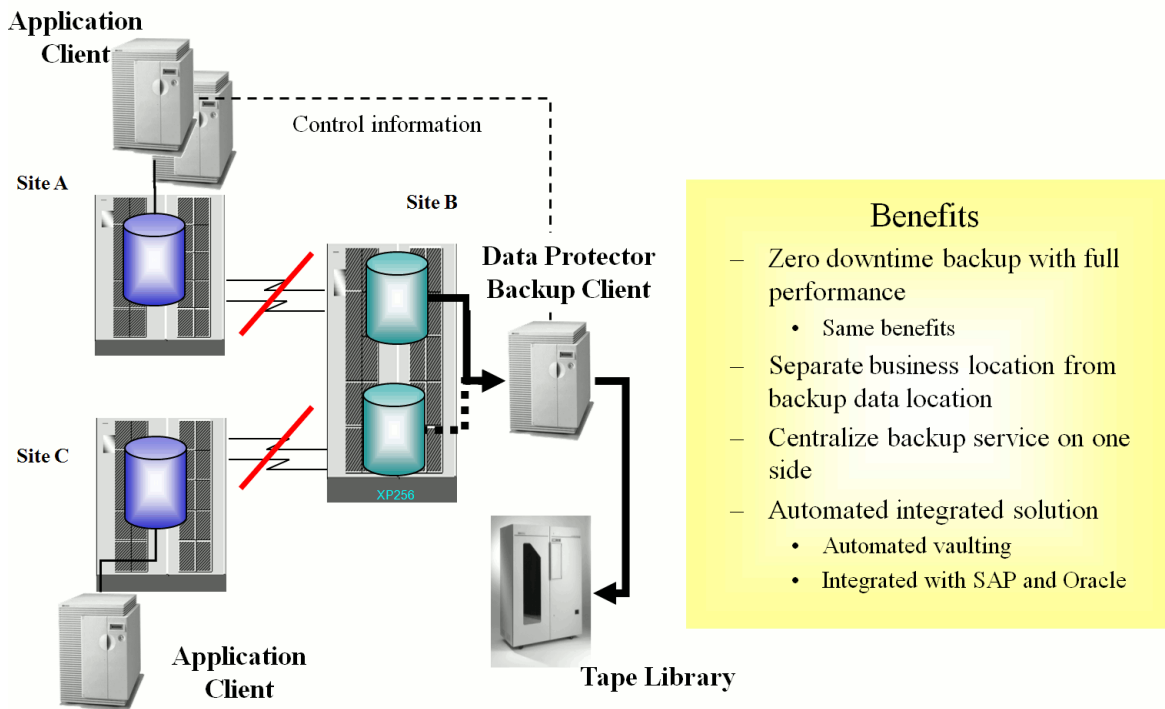 Application
Client
Control information
Site A
Site B
Data Protector
Backup Client
Site C
XP256
Application
Client
Tape Library
Benefits
– Zero downtime backup with full
performance
• Same benefits
– Separate business location from
backup data location
– Centralize backup service on one
side
– Automated integrated solution
• Automated vaulting
• Integrated with SAP and Oracle